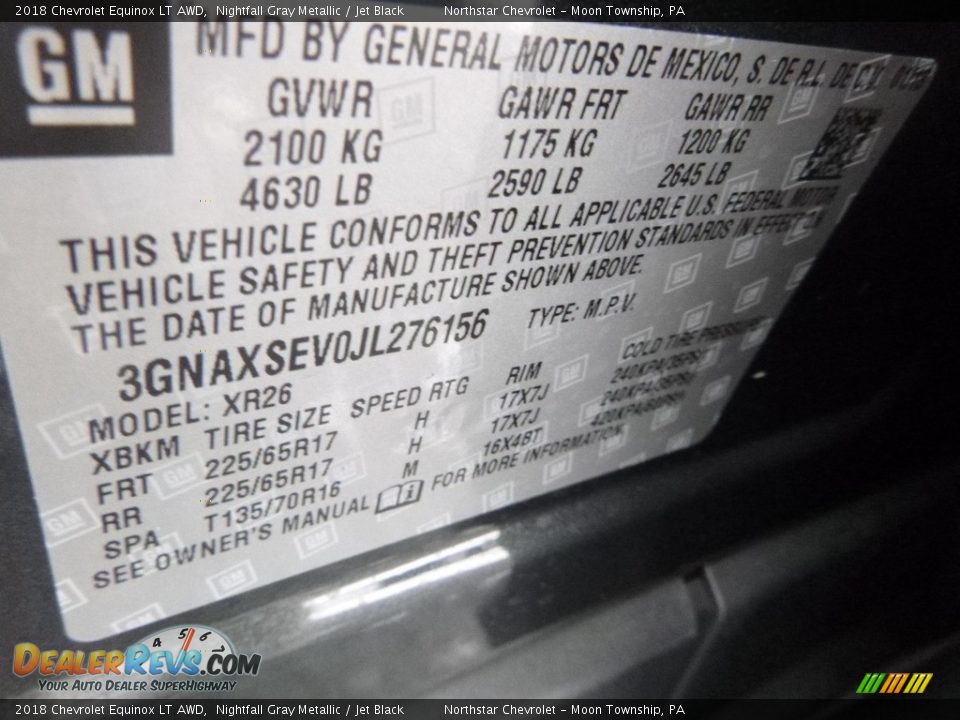 2018 Chevrolet Equinox LT AWD, Nightfall Gray Metallic / Jet Black Northstar Chevrolet – Moon Township, PA
GM
MFD BY GENERAL MOTORS DE MEXICO, S. DE R.L. DE C.V.
GVWR GAWR FRT GAWR RR
2100 KG 1175 KG 1200 KG
4630 LB 2590 LB 2645 LB
THIS VEHICLE CONFORMS TO ALL APPLICABLE U.S. FEDERAL MOTOR
VEHICLE SAFETY AND THEFT PREVENTION STANDARDS IN EFFECT ON
THE DATE OF MANUFACTURE SHOWN ABOVE.
3GNAXSEV0JL276156 TYPE: M.P.V.
MODEL: XR26
XBKM TIRE SIZE SPEED RTG RIM COLD TIRE PRESSURE
FRT 225/65R17 H 17X7J 240KPA/35PSI
RR 225/65R17 H 17X7J 240KPA/35PSI
SPA T135/70R16 M 16X4BT 420KPA/60PSI
SEE OWNER'S MANUAL FOR MORE INFORMATION
DealerRevs.com
Your Auto Dealer SuperHighway
2018 Chevrolet Equinox LT AWD, Nightfall Gray Metallic / Jet Black Northstar Chevrolet – Moon Township, PA